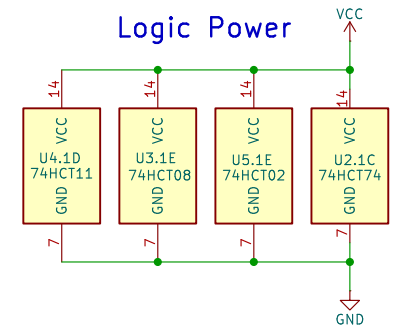 Logic Power
VCC
14 14 14 14
VCC VCC VCC VCC
U4.1D U3.1E U5.1E U2.1C
74HCT11 74HCT08 74HCT02 74HCT74
GND GND GND GND
7 7 7 7
GND